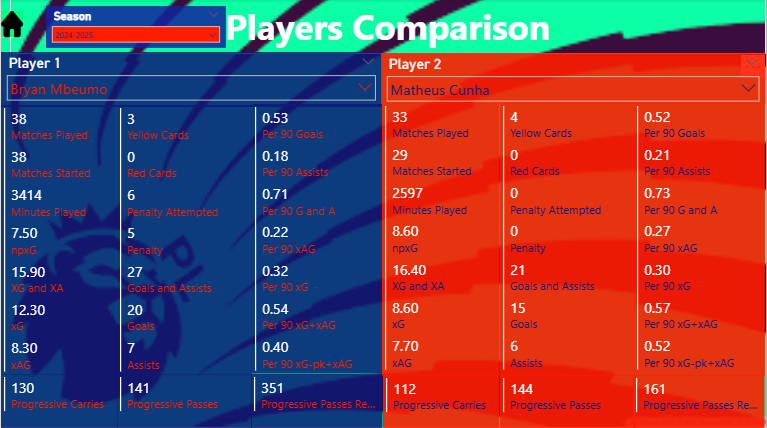 Season
2024-2025
Players Comparison
Player 1
Bryan Mbeumo
38
Matches Played
3
Yellow Cards
0.53
Per 90 Goals
38
Matches Started
0
Red Cards
0.18
Per 90 Assists
3414
Minutes Played
6
Penalty Attempted
0.71
Per 90 G and A
7.50
npxG
5
Penalty
0.22
Per 90 xAG
15.90
XG and XA
27
Goals and Assists
0.32
Per 90 xG
12.30
xG
20
Goals
0.54
Per 90 xG+xAG
8.30
xAG
7
Assists
0.40
Per 90 xG-pk+xAG
130
Progressive Carries
141
Progressive Passes
351
Progressive Passes Re...
Player 2
Matheus Cunha
33
Matches Played
4
Yellow Cards
0.52
Per 90 Goals
29
Matches Started
0
Red Cards
0.21
Per 90 Assists
2597
Minutes Played
0
Penalty Attempted
0.73
Per 90 G and A
8.60
npxG
0
Penalty
0.27
Per 90 xAG
16.40
XG and XA
21
Goals and Assists
0.30
Per 90 xG
8.60
xG
15
Goals
0.57
Per 90 xG+xAG
7.70
xAG
6
Assists
0.52
Per 90 xG-pk+xAG
112
Progressive Carries
144
Progressive Passes
161
Progressive Passes Re...